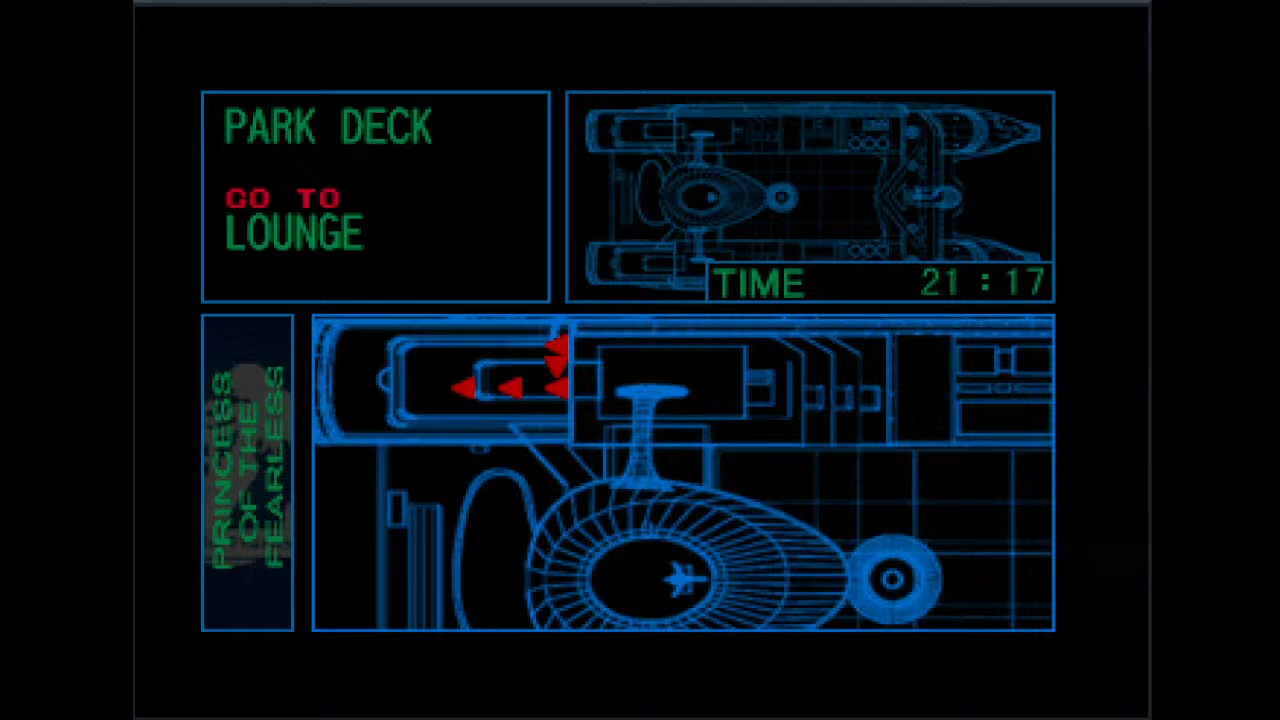 PARK DECK
GO TO
LOUNGE
TIME 21:17
PRINCESS
OF THE
FEARLESS